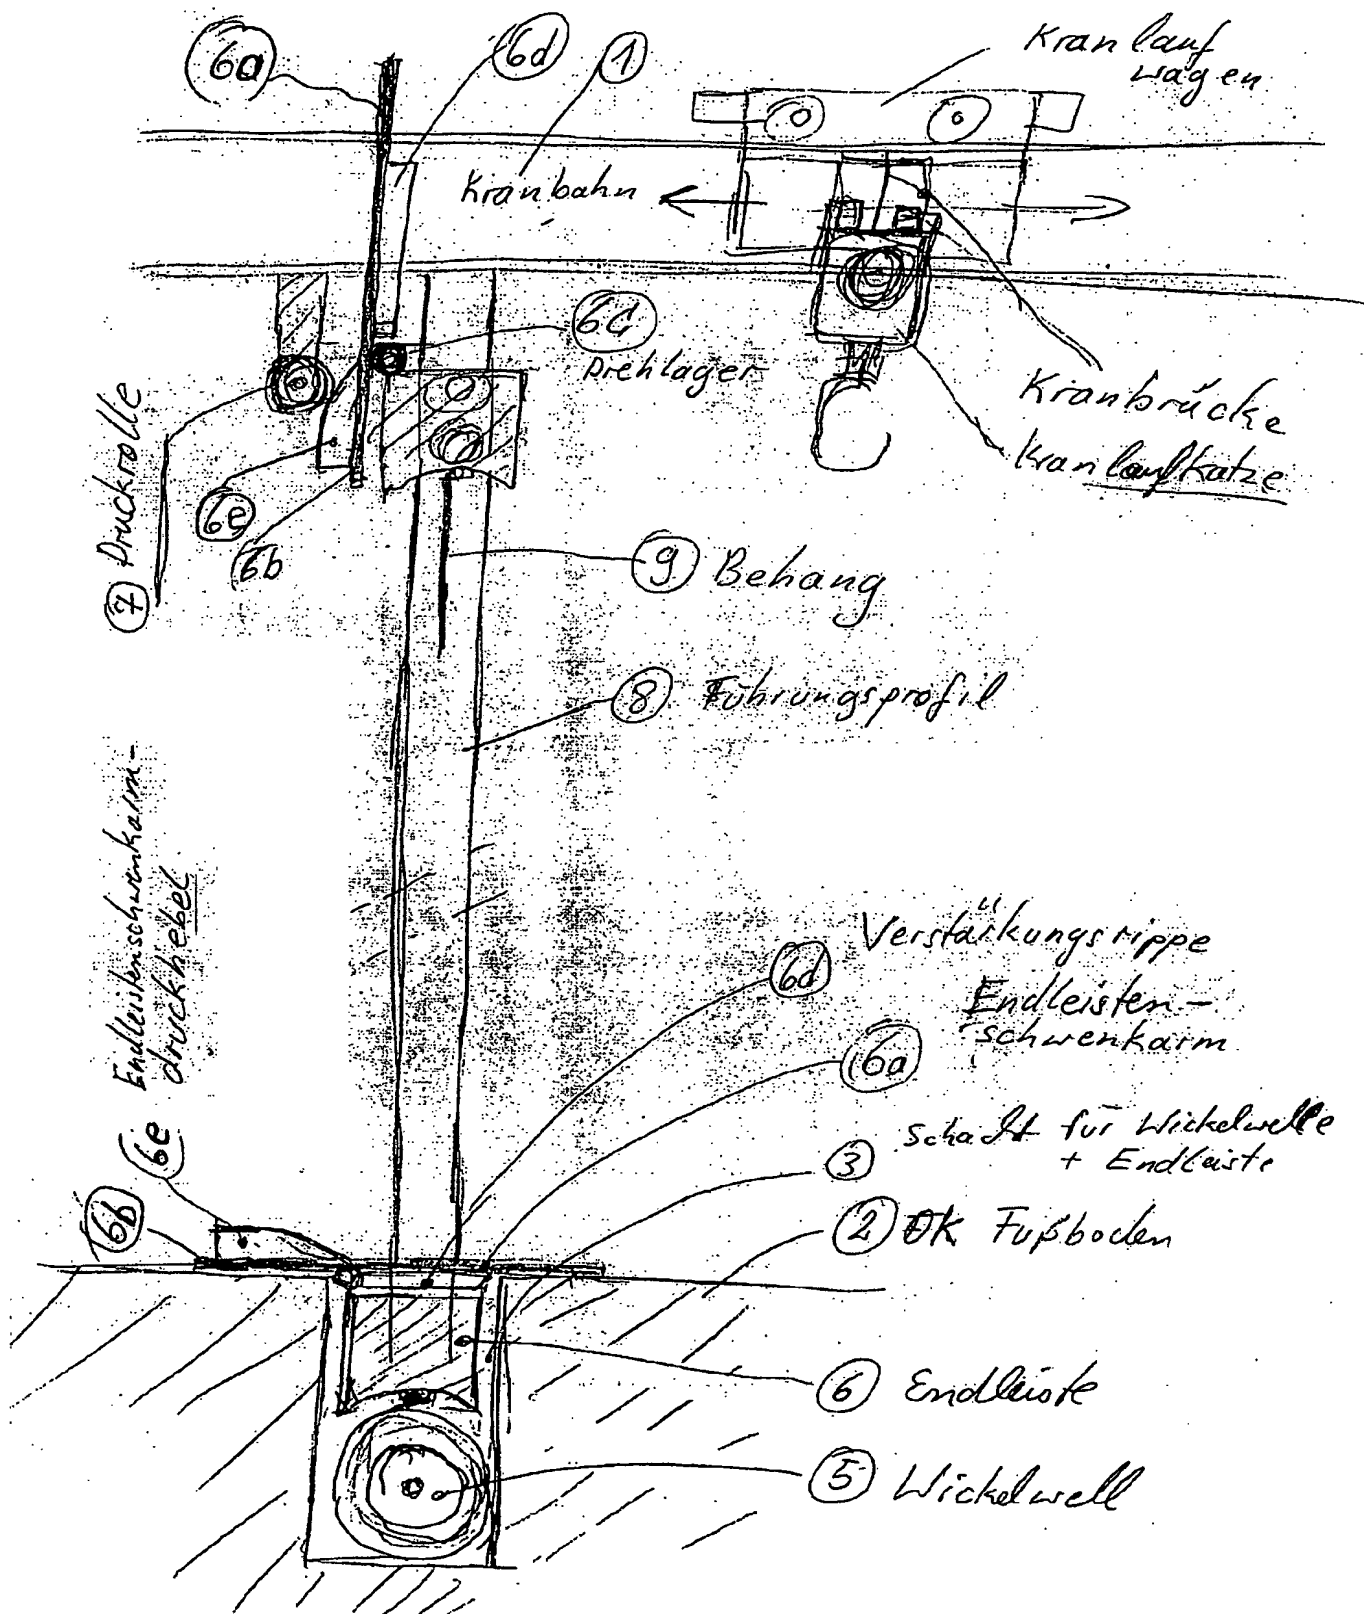 6a
6d
1
Kranlauf
wagen
Kranbahn
6c
Drehlager
Kranbrücke
Kranlaufkatze
7 Druckrolle
6e
6b
9 Behang
8 Führungsprofil
Endleistenschwenkarm-
druckhebel
6e
6b
6d
Verstärkungsrippe
6a
Endleisten-
schwenkarm
3
Schacht für Wickelwelle
+ Endleiste
2 OK Fußboden
6 Endleiste
5 Wickelwell